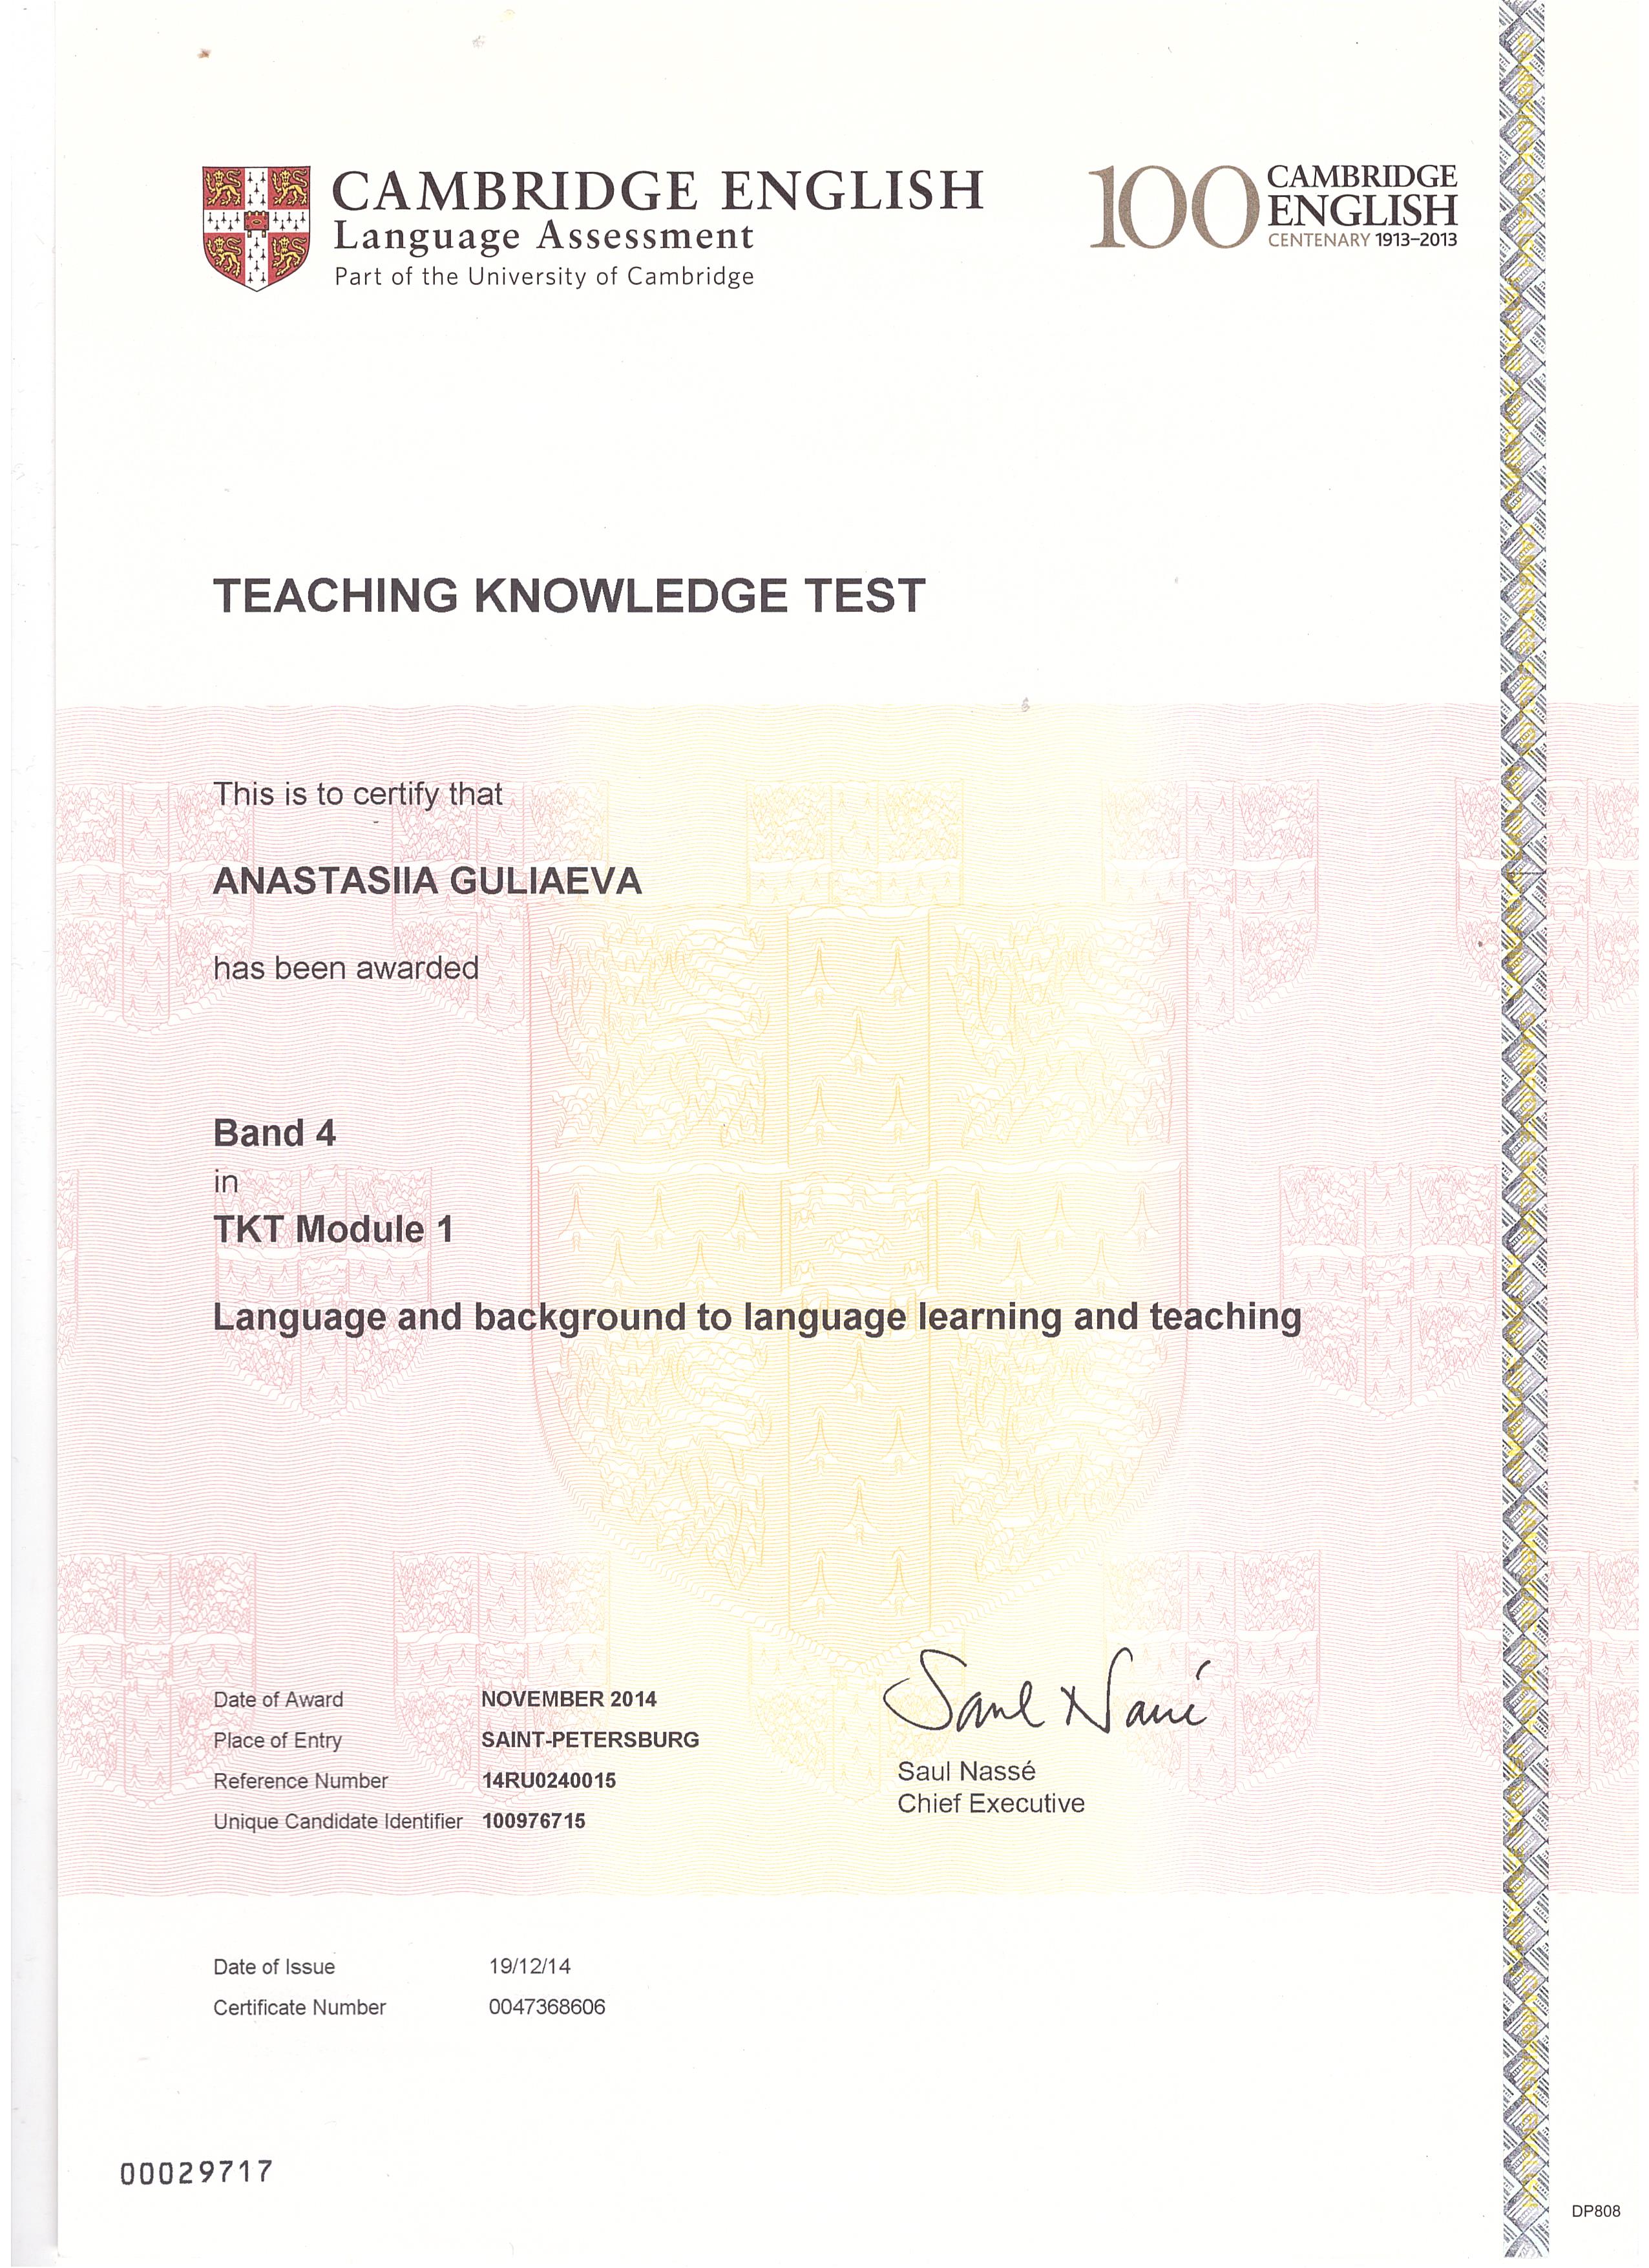 CAMBRIDGE ENGLISH
Language Assessment
Part of the University of Cambridge
100 CAMBRIDGE
ENGLISH
CENTENARY 1913–2013
TEACHING KNOWLEDGE TEST
This is to certify that
ANASTASIIA GULIAEVA
has been awarded
Band 4
in
TKT Module 1
Language and background to language learning and teaching
Date of Award NOVEMBER 2014
Place of Entry SAINT-PETERSBURG
Reference Number 14RU0240015
Unique Candidate Identifier 100976715
Saul Nassé
Saul Nassé
Chief Executive
Date of Issue 19/12/14
Certificate Number 0047368606
00029717
DP808